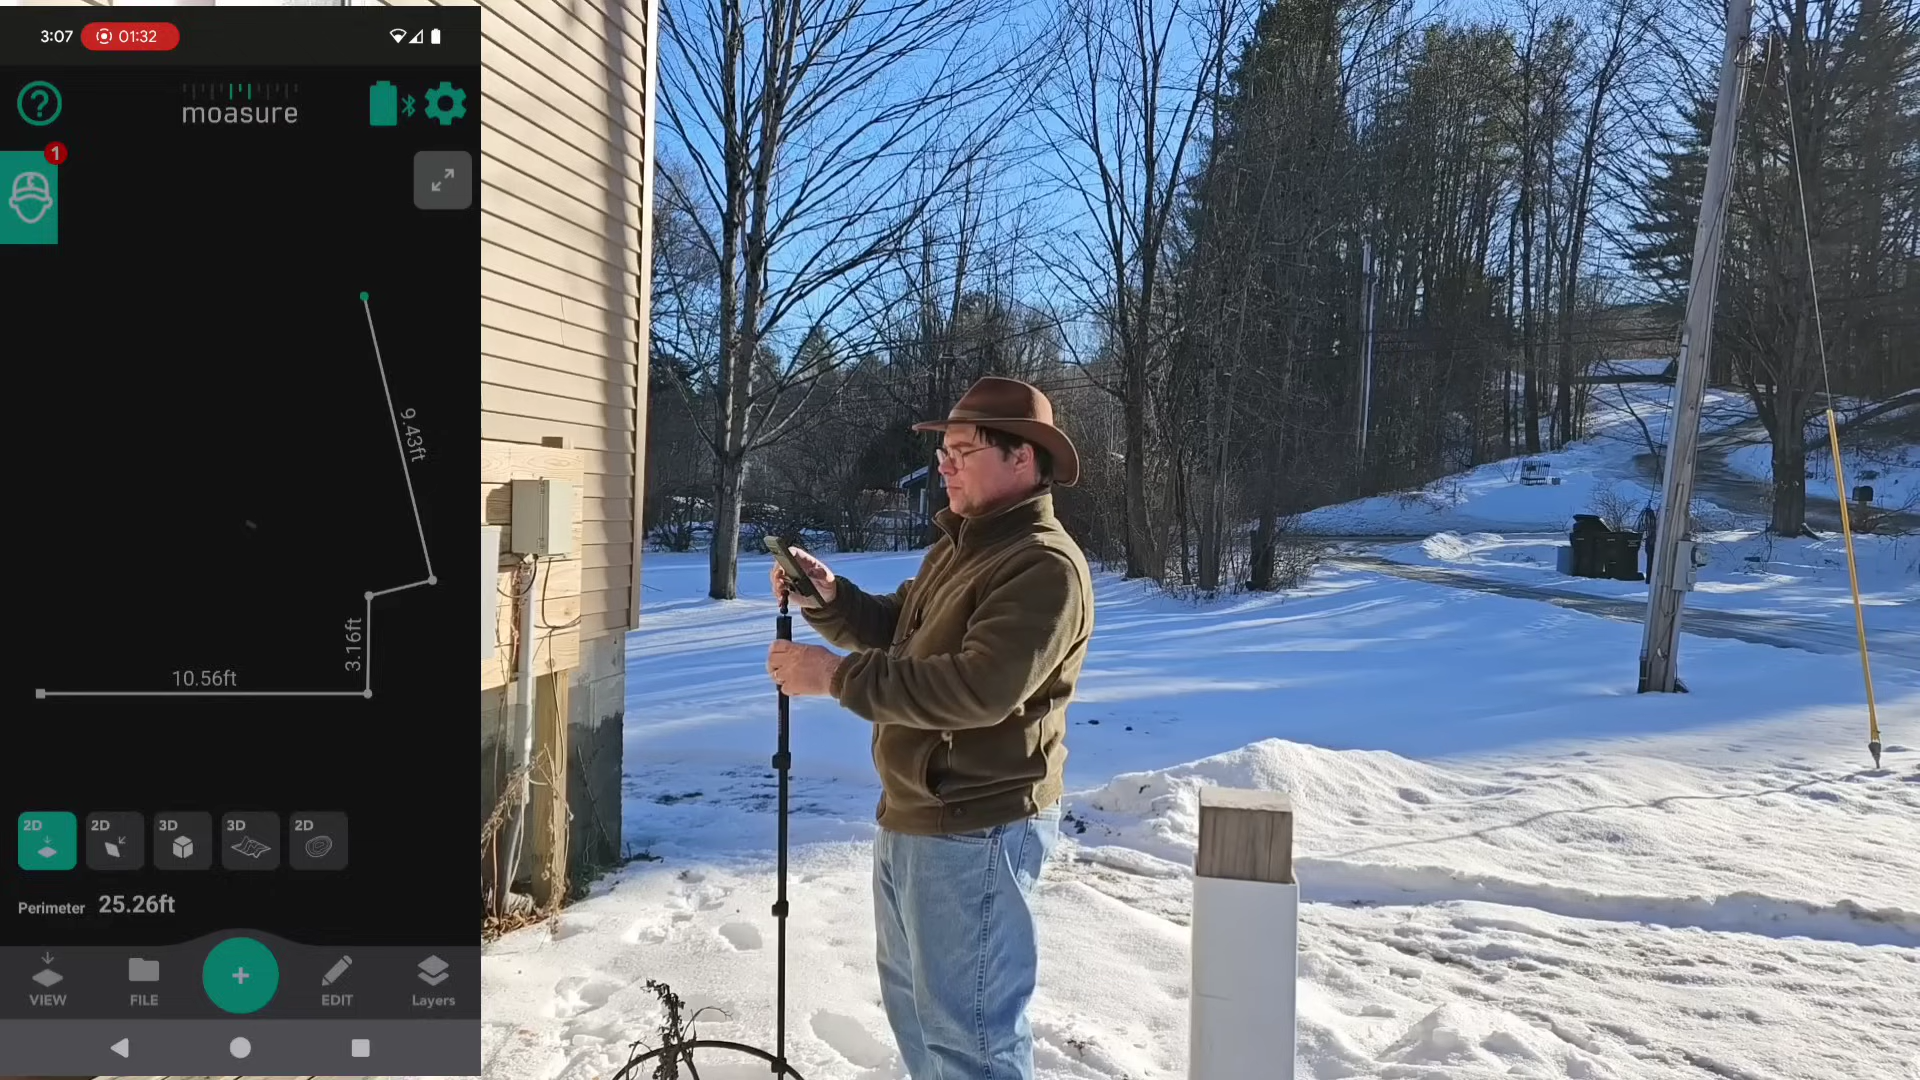 3:07 01:32
moasure
1
9.43ft
3.16ft
10.56ft
2D 2D 3D 3D 2D
Perimeter 25.26ft
VIEW FILE + EDIT Layers